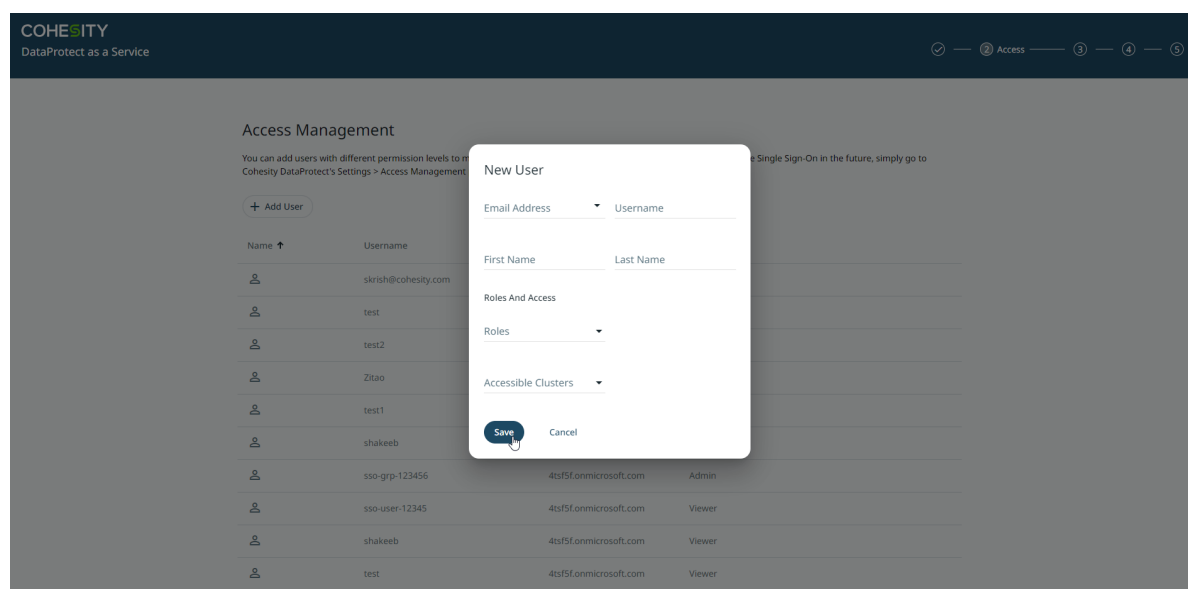 COHESITY
DataProtect as a Service
2 Access
3
4
5
Access Management
You can add users with different permission levels to m
e Single Sign-On in the future, simply go to
Cohesity DataProtect's Settings > Access Management
+ Add User
Name ↑ Username
skrish@cohesity.com
test
test2
Zitao
test1
shakeeb
sso-grp-123456 4tsf5f.onmicrosoft.com Admin
sso-user-12345 4tsf5f.onmicrosoft.com Viewer
shakeeb 4tsf5f.onmicrosoft.com Viewer
test 4tsf5f.onmicrosoft.com Viewer
New User
Email Address Username
First Name Last Name
Roles And Access
Roles
Accessible Clusters
Save Cancel